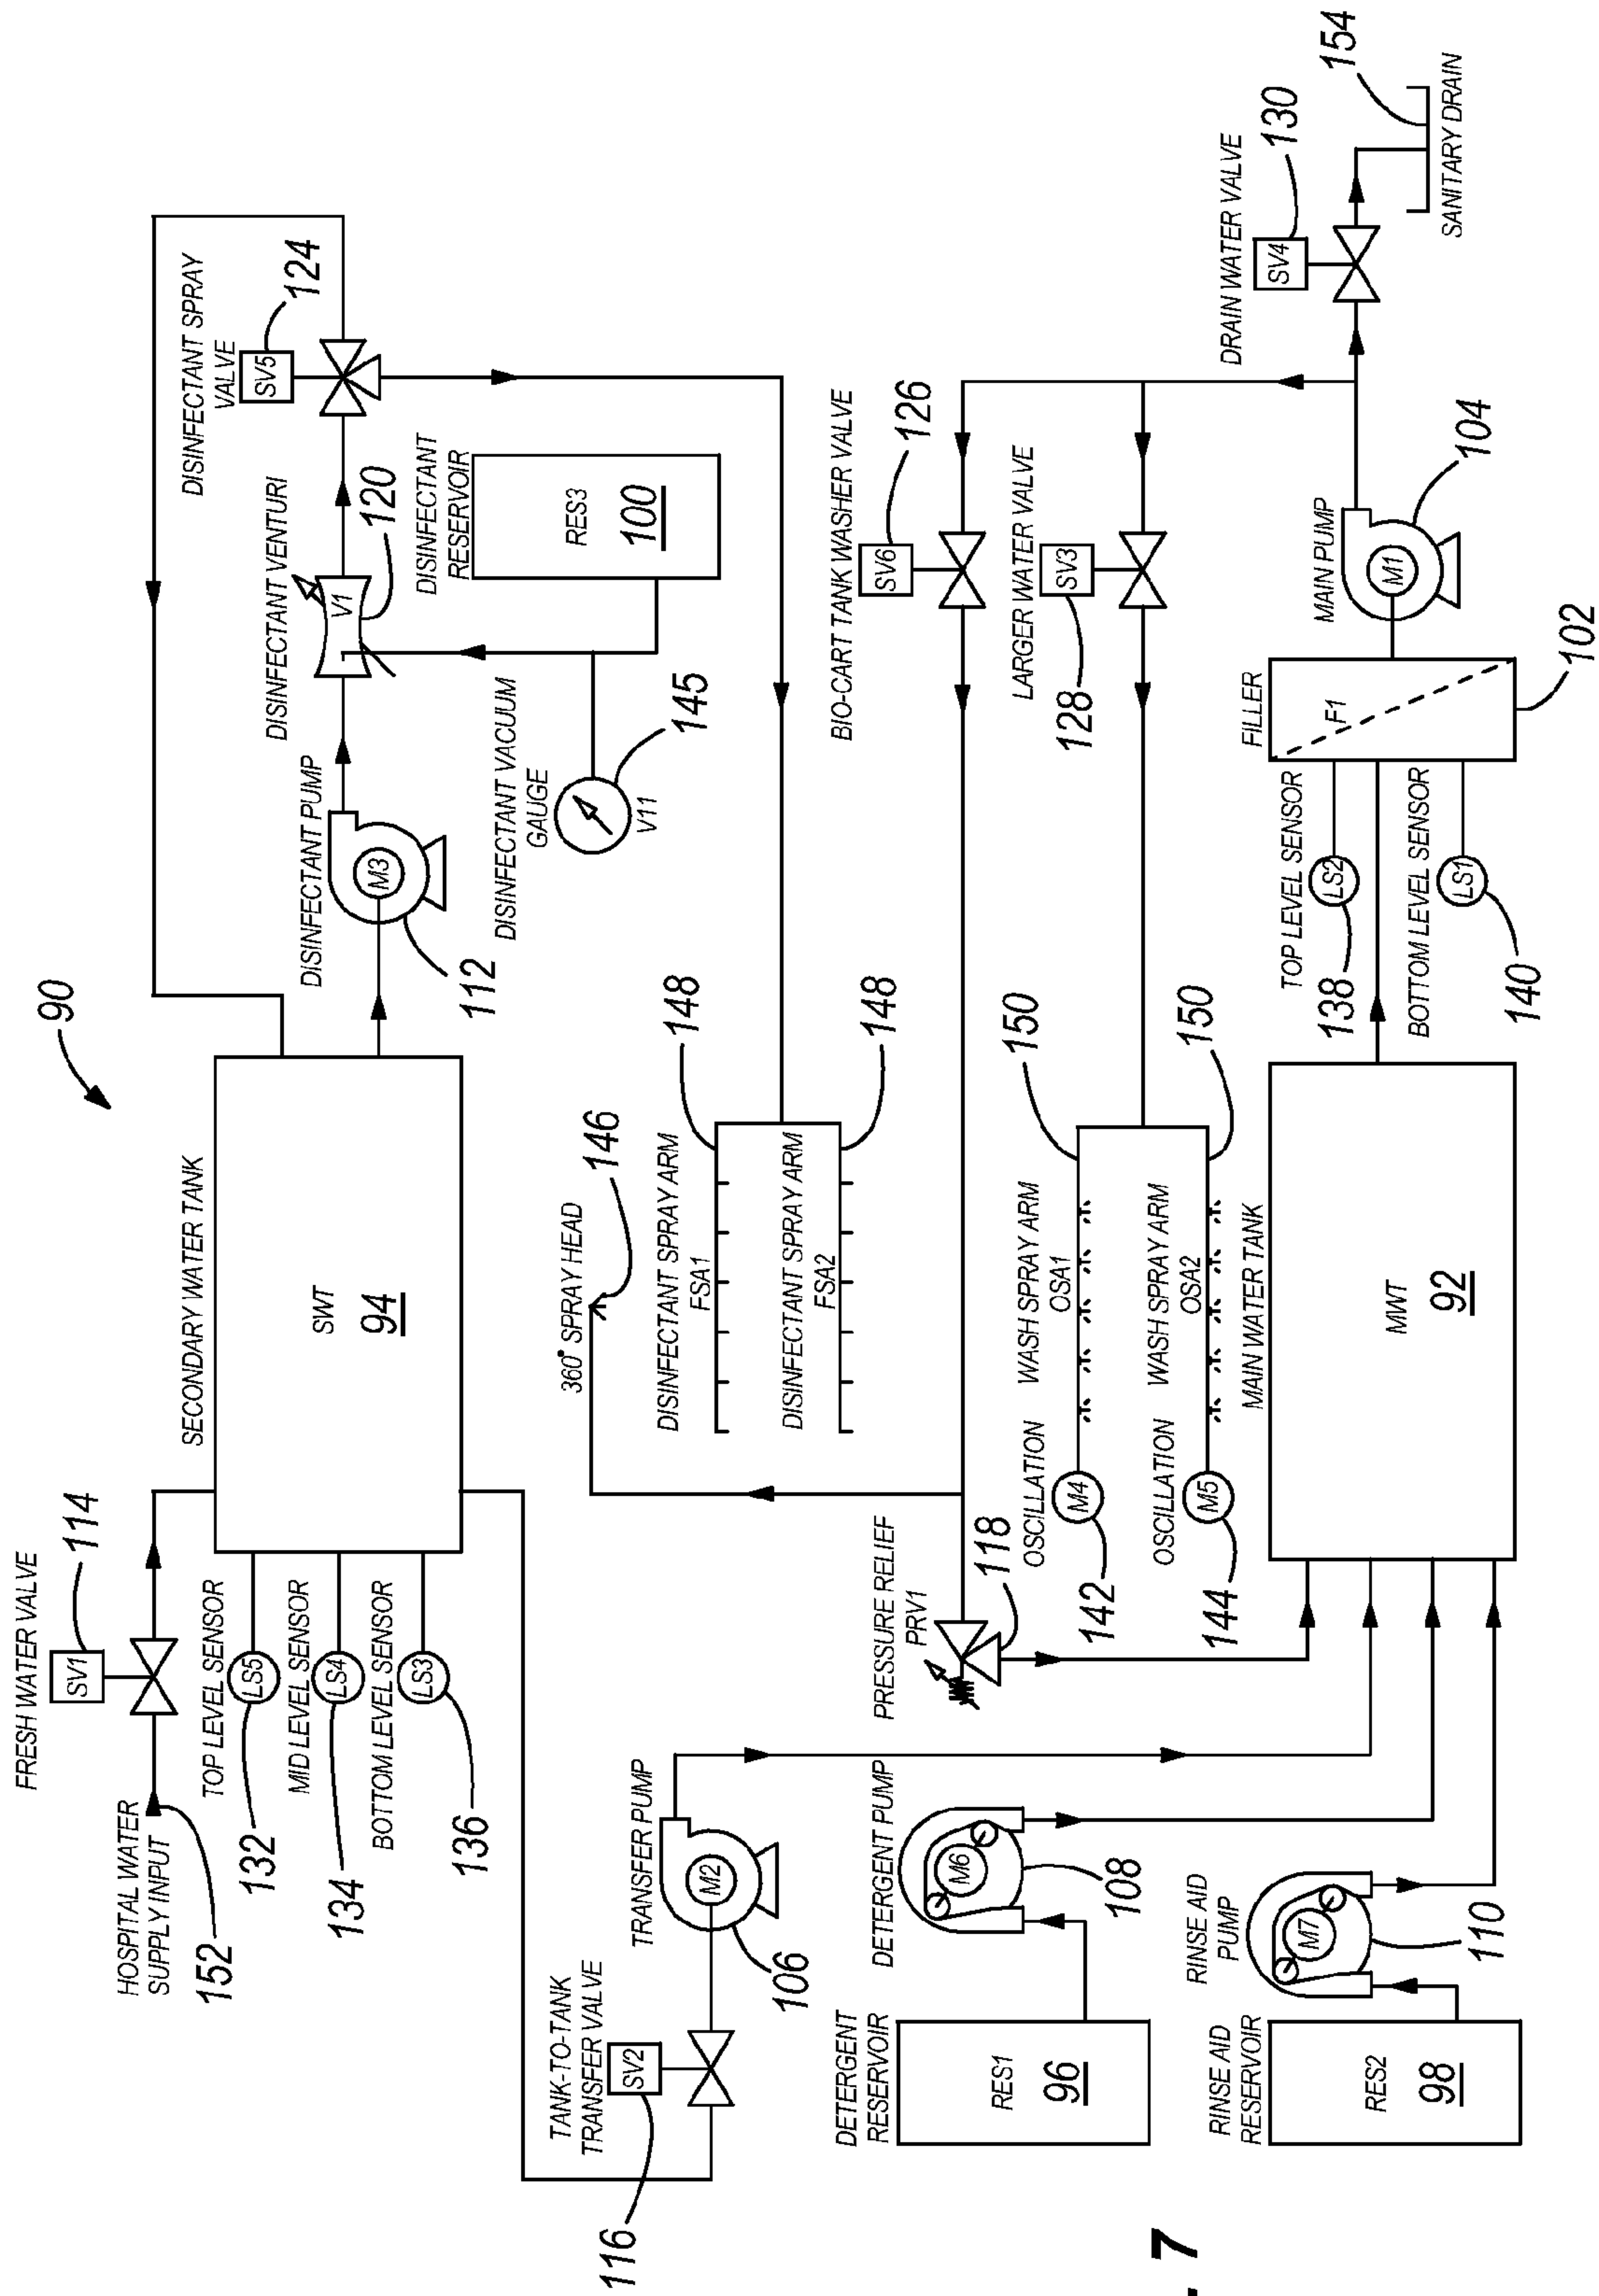 90
FRESH WATER VALVE
SV1
114
HOSPITAL WATER
SUPPLY INPUT
152
TOP LEVEL SENSOR
LS5
132
MID LEVEL SENSOR
LS4
134
BOTTOM LEVEL SENSOR
LS3
136
SECONDARY WATER TANK
SWT
94
DISINFECTANT PUMP
M3
112
DISINFECTANT VENTURI
V1
120
DISINFECTANT SPRAY
VALVE
SV5
124
DISINFECTANT
RESERVOIR
RES3
100
DISINFECTANT VACUUM
GAUGE
V11
145
TANK-TO-TANK
TRANSFER VALVE
SV2
116
TRANSFER PUMP
M2
106
360° SPRAY HEAD
146
DISINFECTANT SPRAY ARM
FSA1
148
DISINFECTANT SPRAY ARM
FSA2
148
BIO-CART TANK WASHER VALVE
SV6
126
PRESSURE RELIEF
PRV1
118
LARGER WATER VALVE
SV3
128
OSCILLATION
M4
142
WASH SPRAY ARM
OSA1
150
OSCILLATION
M5
144
WASH SPRAY ARM
OSA2
150
DETERGENT
RESERVOIR
RES1
96
DETERGENT PUMP
M6
108
RINSE AID
RESERVOIR
RES2
98
RINSE AID
PUMP
M7
110
MAIN WATER TANK
MWT
92
TOP LEVEL SENSOR
LS2
138
BOTTOM LEVEL SENSOR
LS1
140
FILLER
F1
102
MAIN PUMP
M1
104
DRAIN WATER VALVE
SV4
130
154
SANITARY DRAIN
. 7